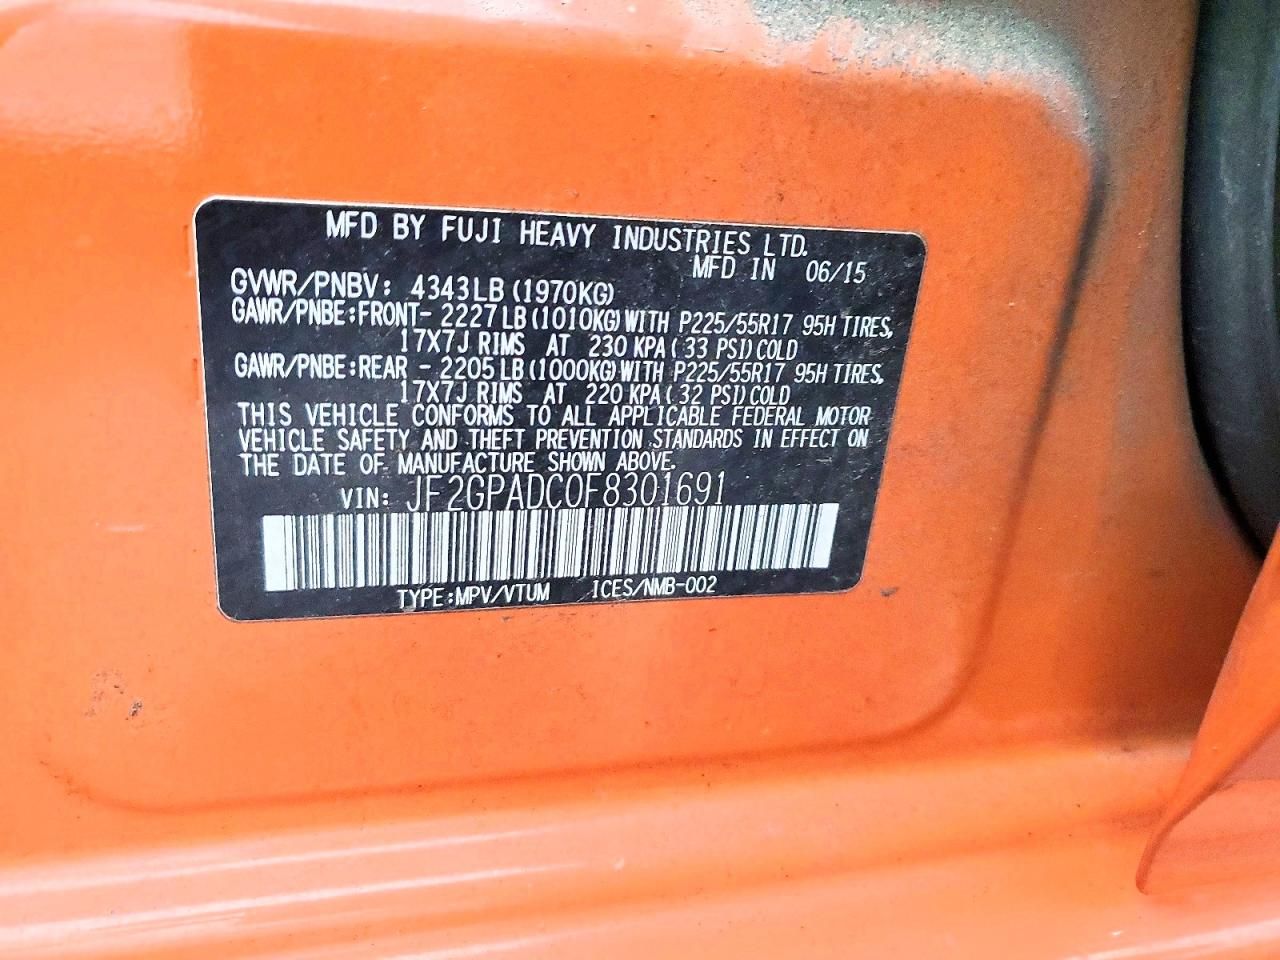 MFD BY FUJI HEAVY INDUSTRIES LTD.
MFD IN 06/15
GVWR/PNBV: 4343LB (1970KG)
GAWR/PNBE:FRONT- 2227LB (1010KG) WITH P225/55R17 95H TIRES,
17X7J RIMS AT 230 KPA ( 33 PSI) COLD
GAWR/PNBE:REAR - 2205LB (1000KG) WITH P225/55R17 95H TIRES,
17X7J RIMS AT 220 KPA ( 32 PSI) COLD
THIS VEHICLE CONFORMS TO ALL APPLICABLE FEDERAL MOTOR
VEHICLE SAFETY AND THEFT PREVENTION STANDARDS IN EFFECT ON
THE DATE OF MANUFACTURE SHOWN ABOVE.
VIN: JF2GPADC0F8301691
TYPE:MPV/VTUM ICES/NMB-002